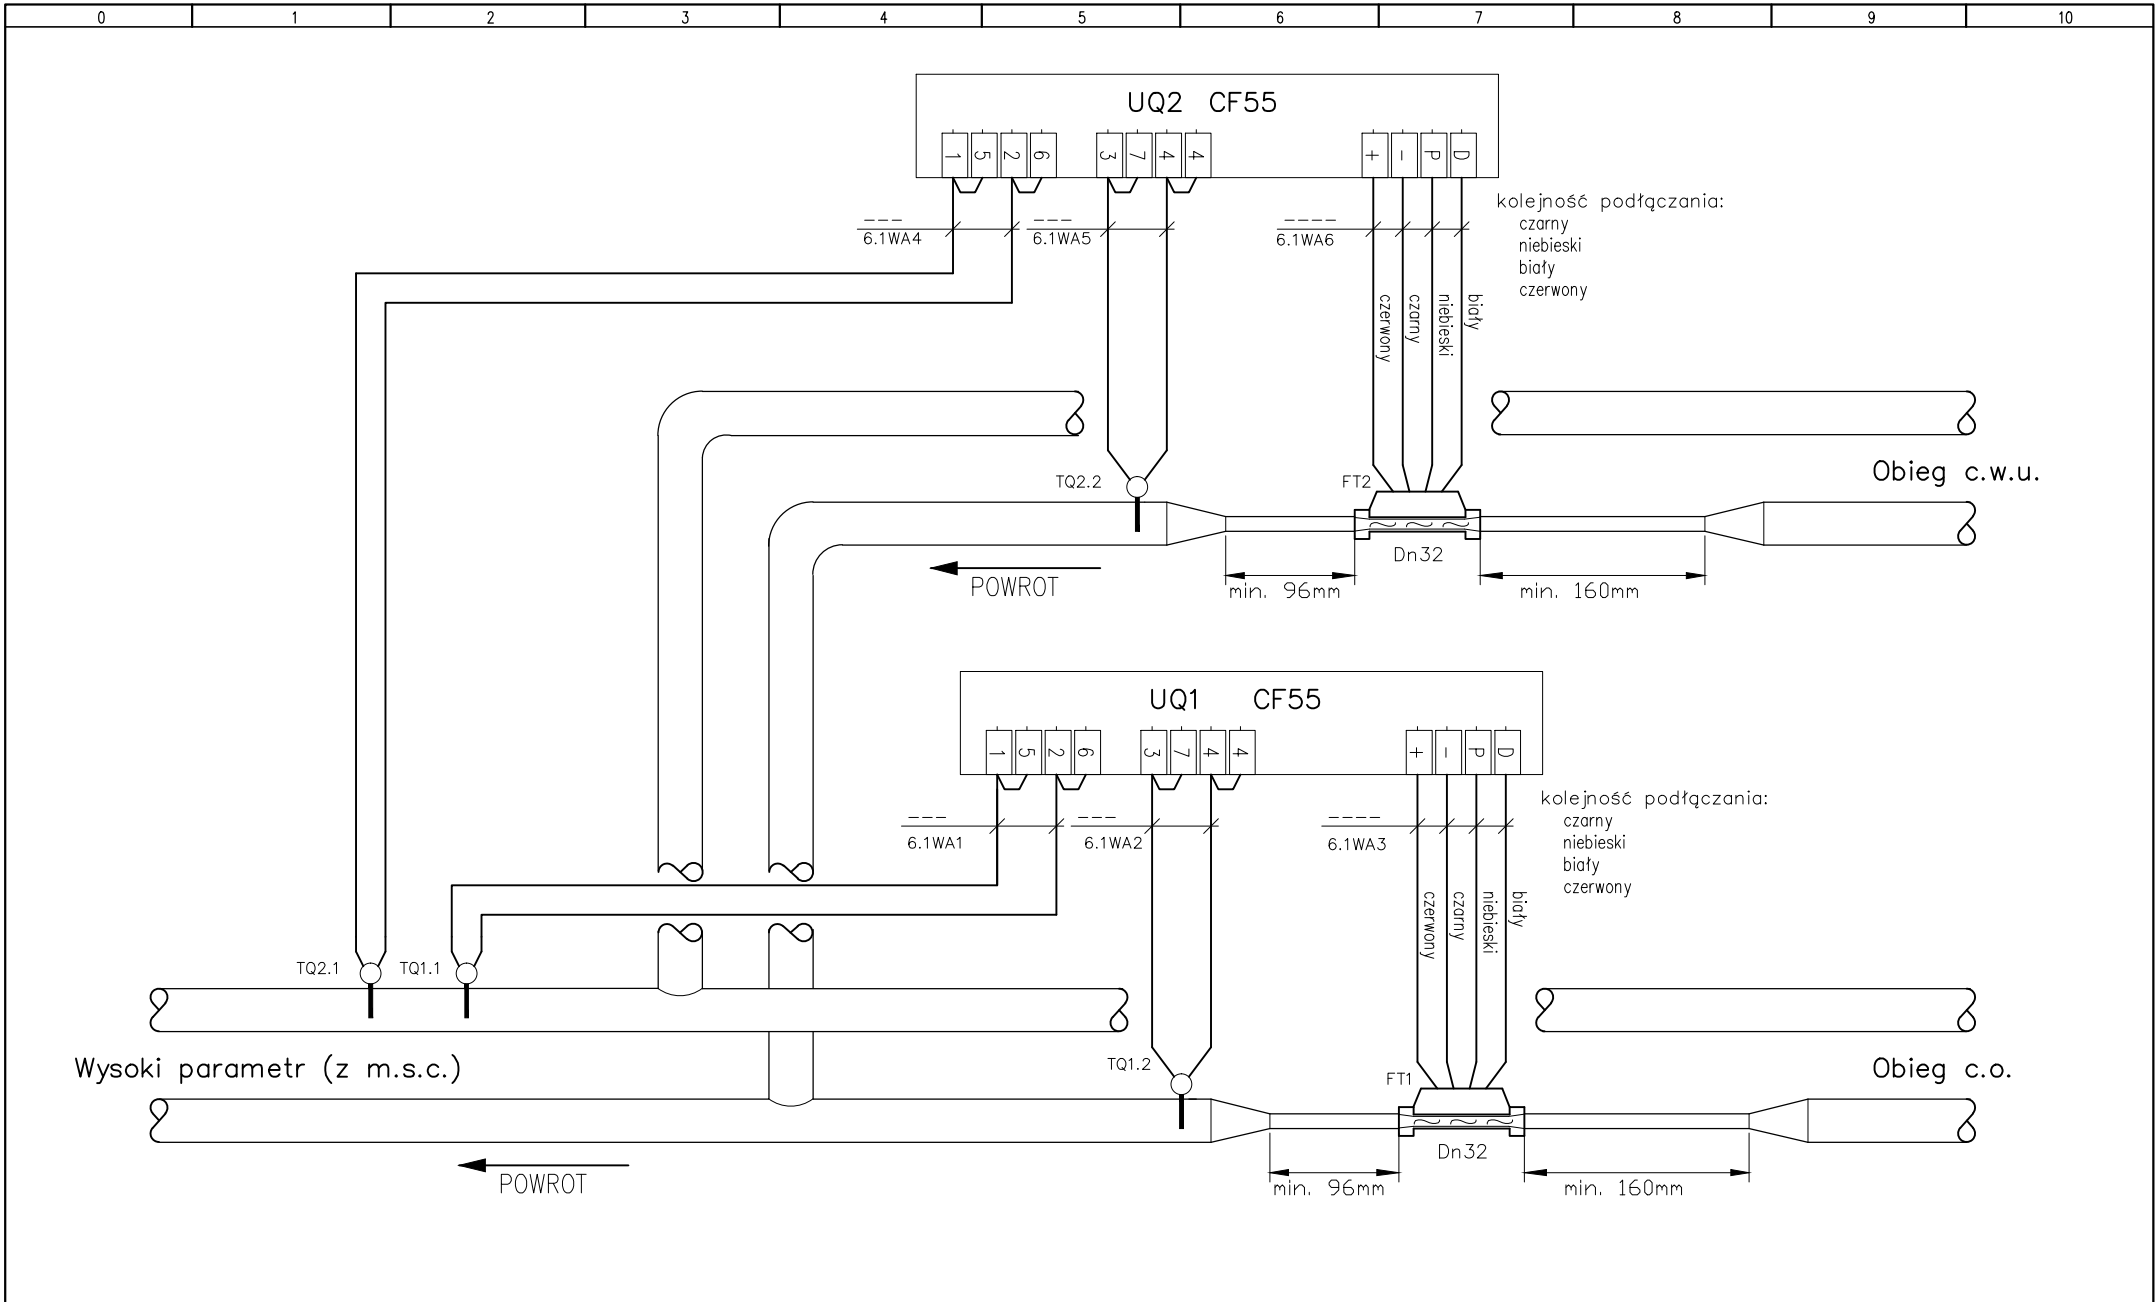 0 1 2 3 4 5 6 7 8 9 10
UQ2 CF55
1 5 2 6 3 7 4 4 + - P D
kolejność podłączania:
czarny
niebieski
biały
czerwony
--- --- ----
6.1WA4 6.1WA5 6.1WA6
czerwony
czarny
niebieski
biały
TQ2.2 FT2 Obieg c.w.u.
Dn32
POWROT min. 96mm min. 160mm
UQ1 CF55
1 5 2 6 3 7 4 4 + - P D
kolejność podłączania:
czarny
niebieski
biały
czerwony
--- --- ----
6.1WA1 6.1WA2 6.1WA3
czerwony
czarny
niebieski
biały
TQ2.1 TQ1.1
Wysoki parametr (z m.s.c.) TQ1.2 FT1 Obieg c.o.
Dn32
POWROT min. 96mm min. 160mm